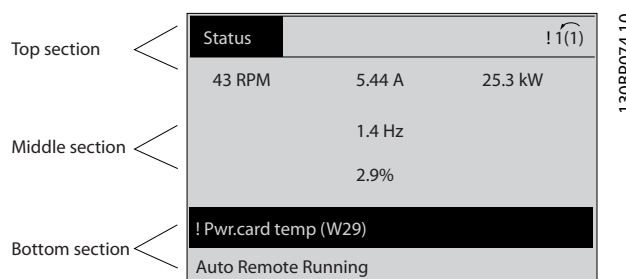 Status
! 1(1)
Top section
43 RPM 5.44 A 25.3 kW
1.4 Hz
Middle section
2.9%
! Pwr.card temp (W29)
Bottom section
Auto Remote Running
130BP074.10